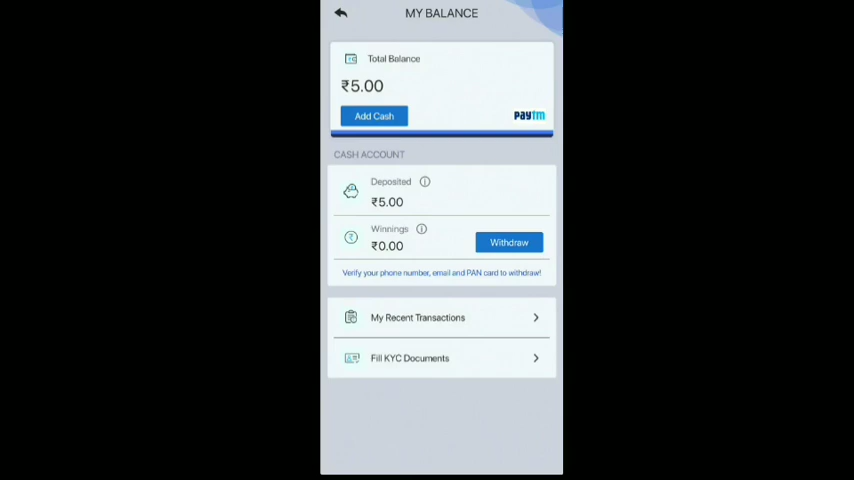 MY BALANCE
Total Balance
₹5.00
Add Cash
Paytm
CASH ACCOUNT
Deposited
₹5.00
Winnings
₹0.00
Withdraw
Verify your phone number, email and PAN card to withdraw!
My Recent Transactions
Fill KYC Documents